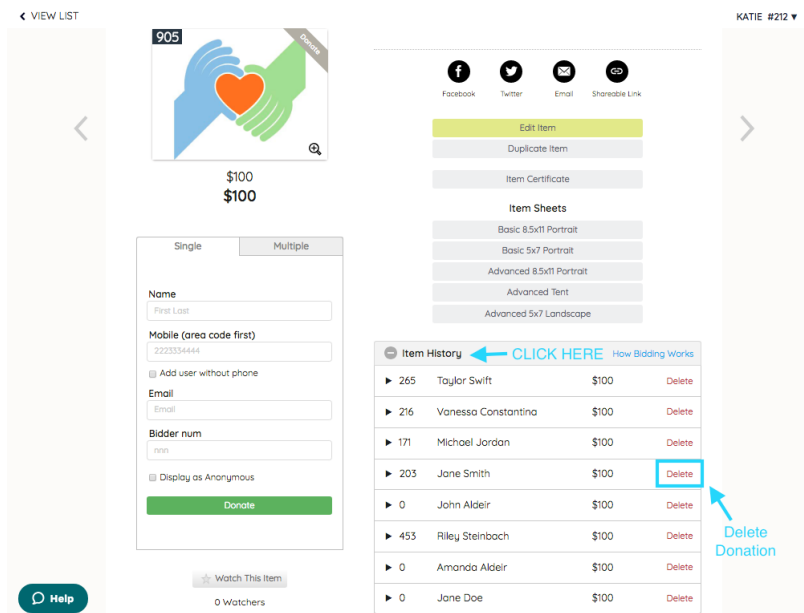 VIEW LIST
KATIE #212 ▼
905
Donate
$100
$100
Single
Multiple
Name
First Last
Mobile (area code first)
2223334444
Add user without phone
Email
Email
Bidder num
nnn
Display as Anonymous
Donate
Watch This Item
0 Watchers
Help
Facebook
Twitter
Email
Shareable Link
Edit Item
Duplicate Item
Item Certificate
Item Sheets
Basic 8.5x11 Portrait
Basic 5x7 Portrait
Advanced 8.5x11 Portrait
Advanced Tent
Advanced 5x7 Landscape
Item History
CLICK HERE
How Bidding Works
265 Taylor Swift $100 Delete
216 Vanessa Constantina $100 Delete
171 Michael Jordan $100 Delete
203 Jane Smith $100 Delete
0 John Aldeir $100 Delete
453 Riley Steinbach $100 Delete
0 Amanda Aldeir $100 Delete
0 Jane Doe $100 Delete
Delete
Donation